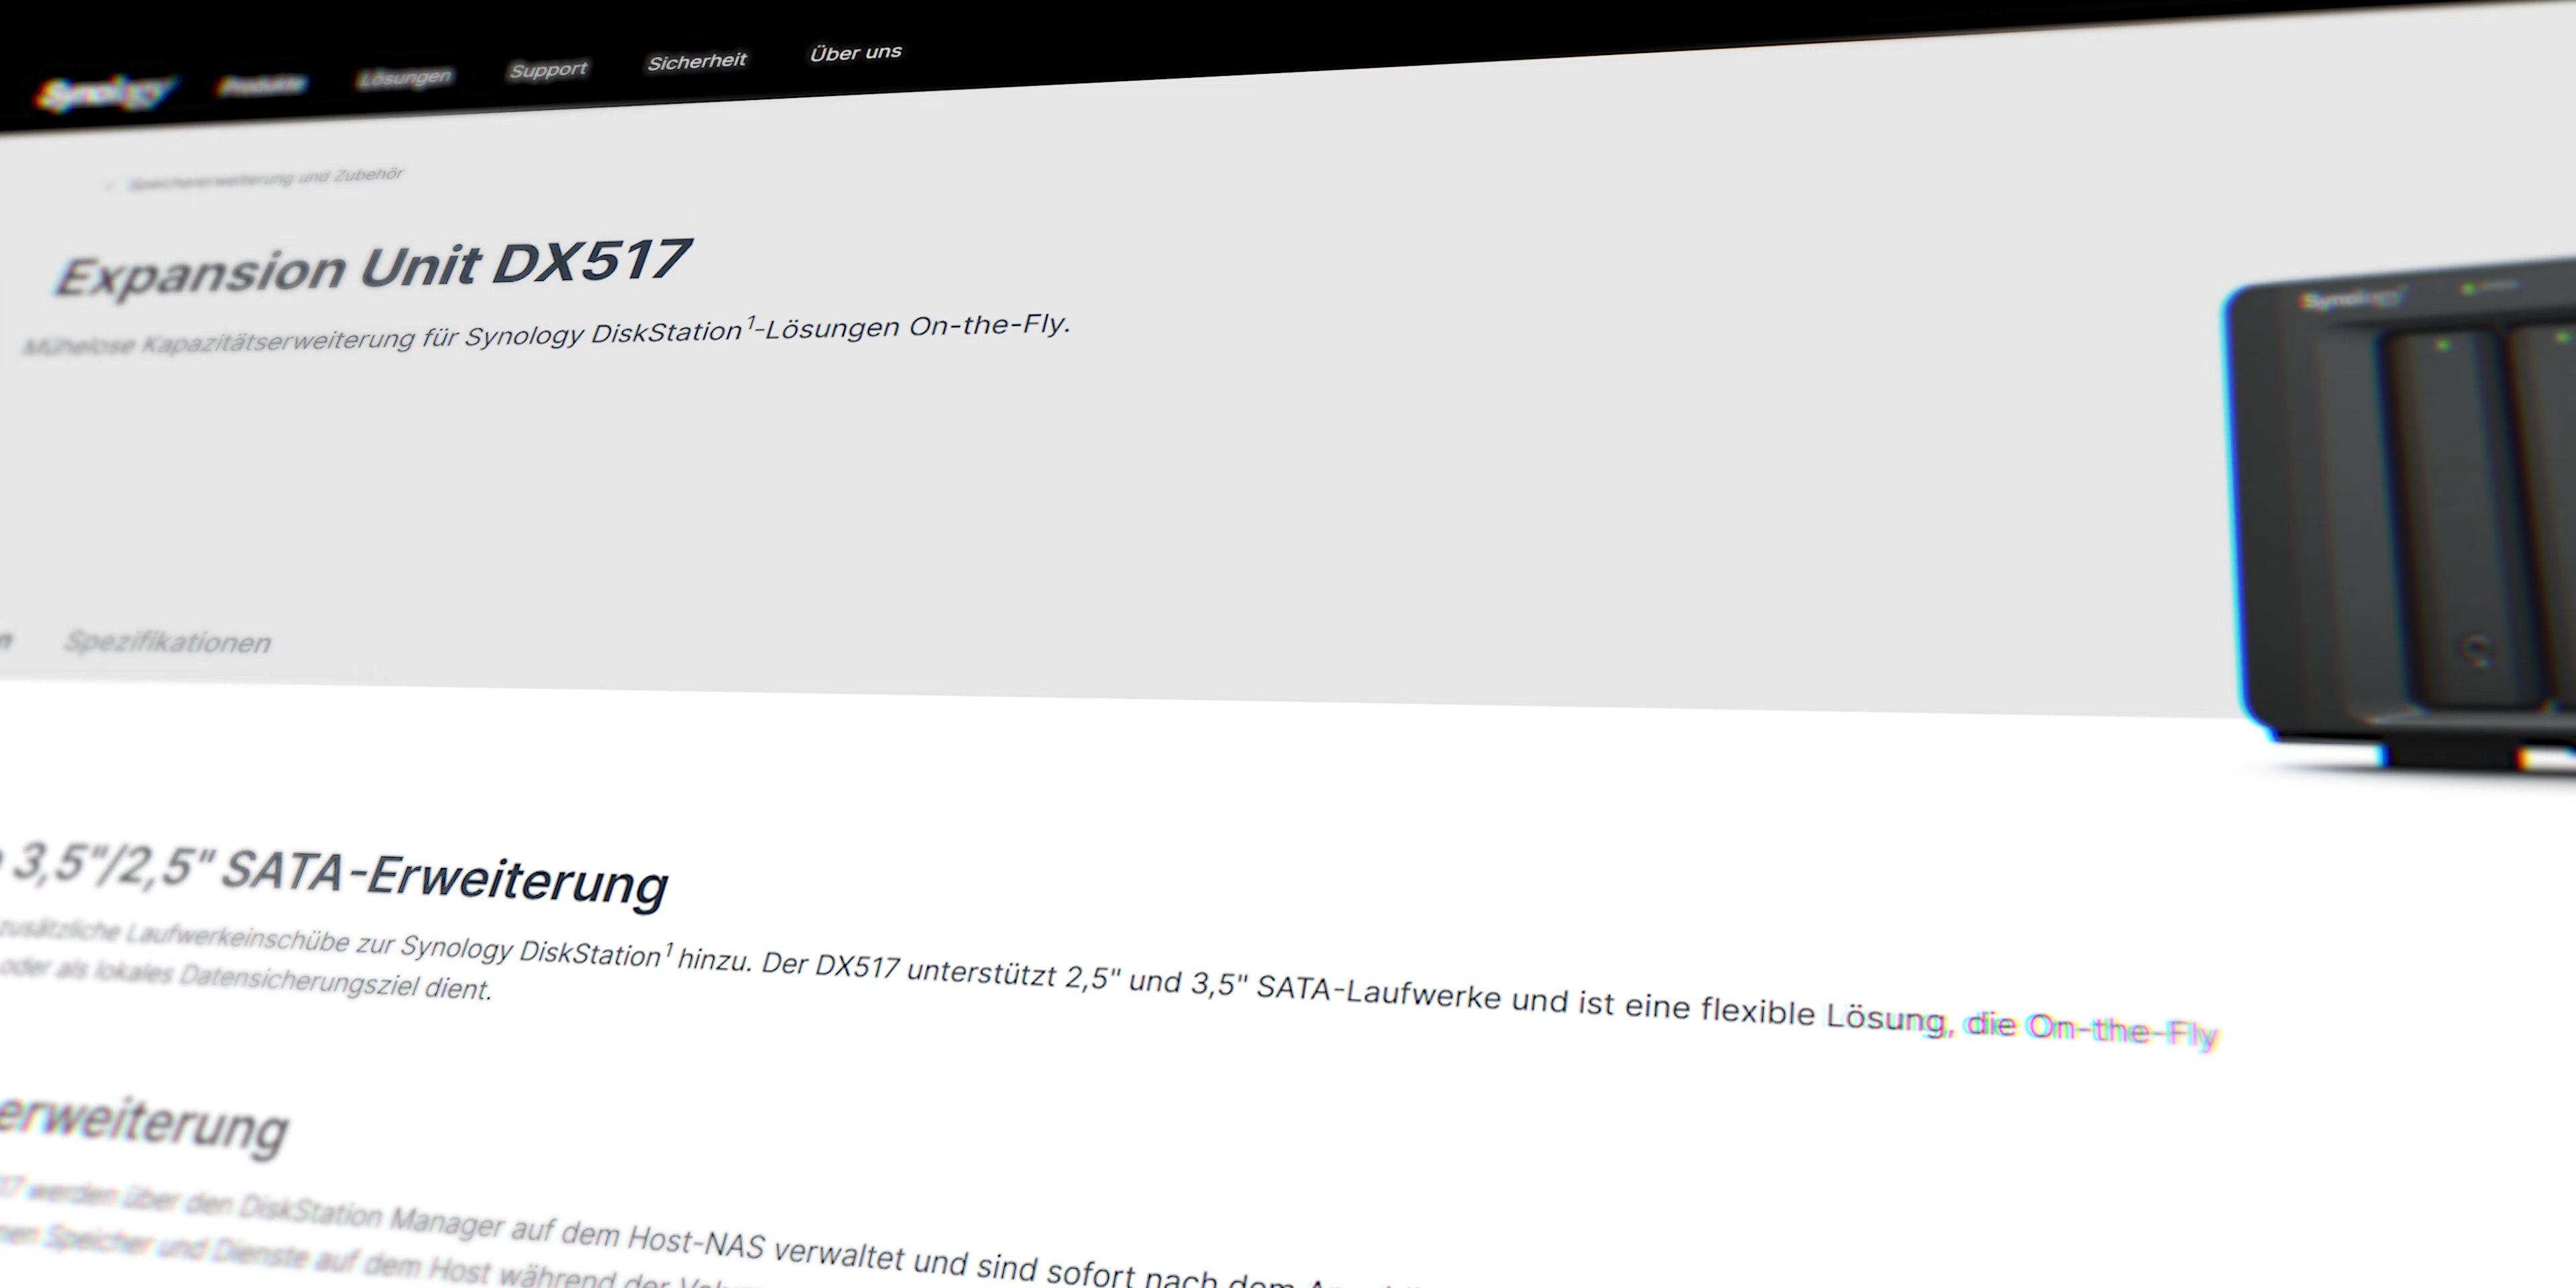 Synology Produkte Lösungen Support Sicherheit Über uns
Speichererweiterung und Zubehör
Expansion Unit DX517
Mühelose Kapazitätserweiterung für Synology DiskStation¹-Lösungen On-the-Fly.
Synology
n Spezifikationen
3,5"/2,5" SATA-Erweiterung
zusätzliche Laufwerkeinschübe zur Synology DiskStation¹ hinzu. Der DX517 unterstützt 2,5" und 3,5" SATA-Laufwerke und ist eine flexible Lösung, die On-the-Fly
oder als lokales Datensicherungsziel dient.
erweiterung
17 werden über den DiskStation Manager auf dem Host-NAS verwaltet und sind sofort nach dem
nen Speicher und Dienste auf dem Host während der